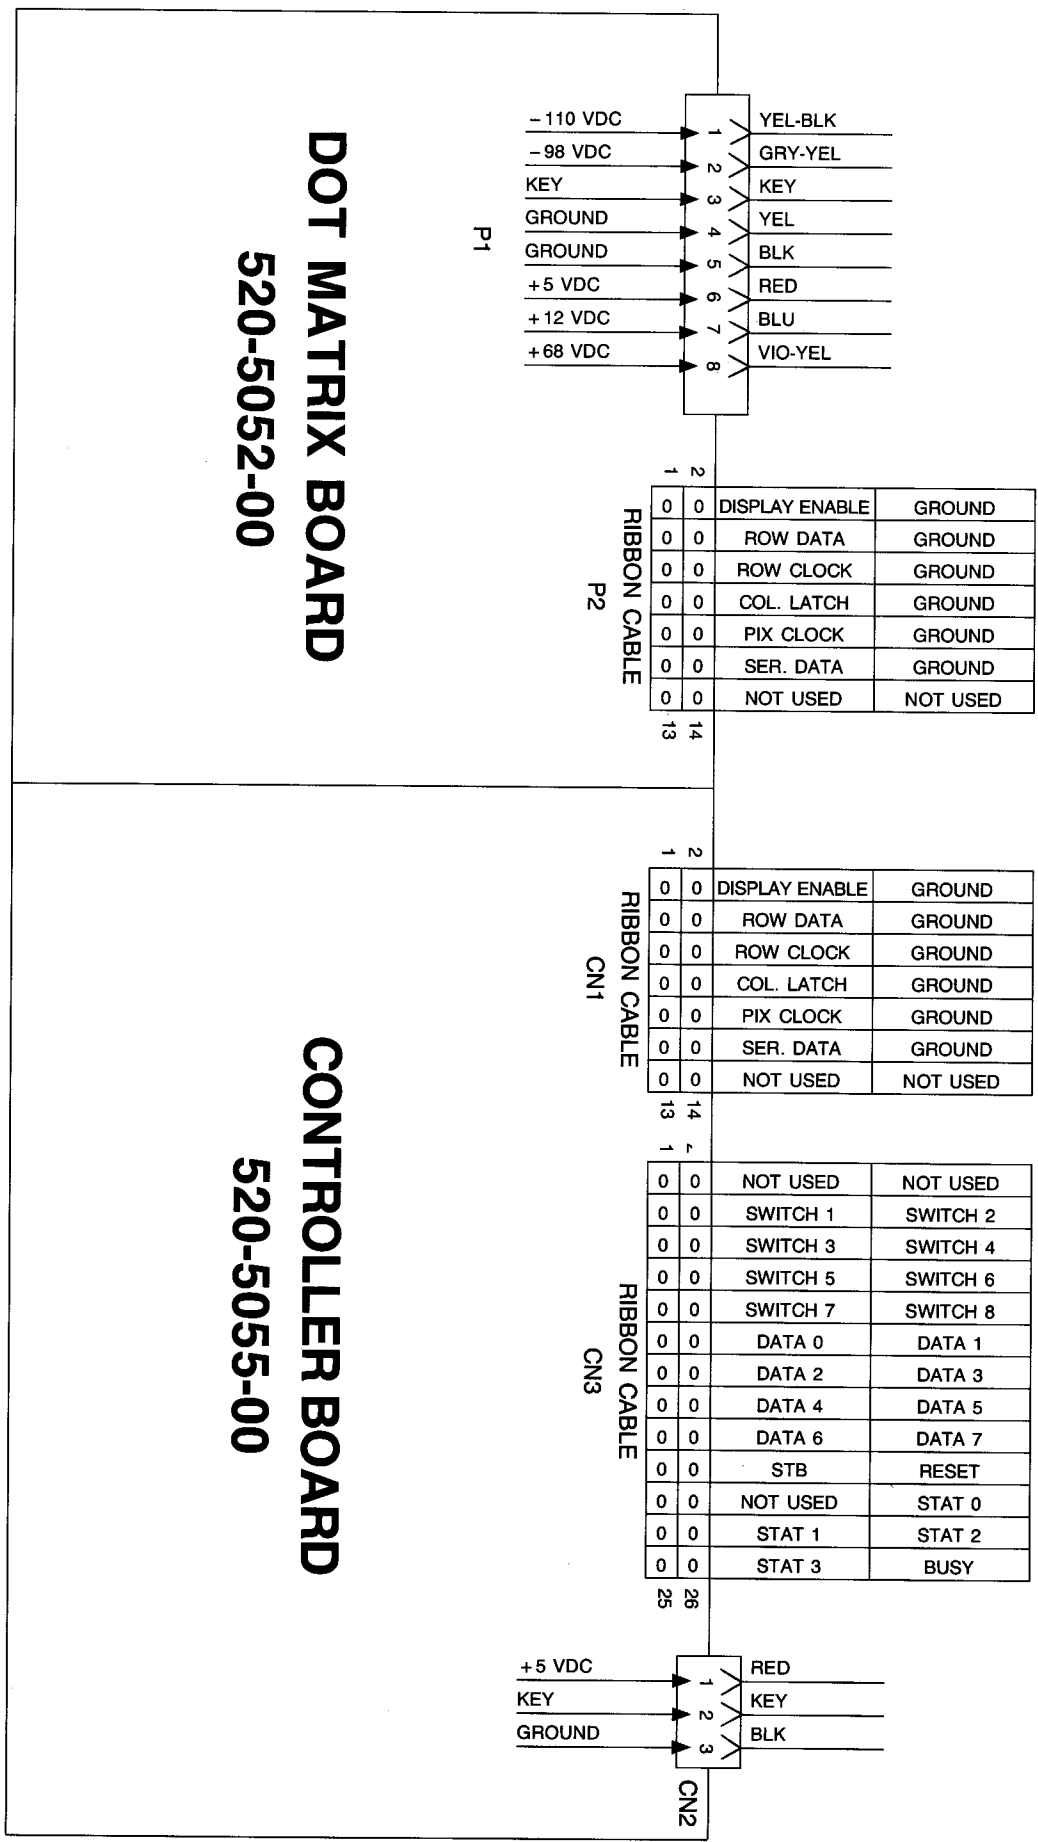 DOT MATRIX BOARD
520-5052-00
P1
-110 VDC 1 YEL-BLK
-98 VDC 2 GRY-YEL
KEY 3 KEY
GROUND 4 YEL
GROUND 5 BLK
+5 VDC 6 RED
+12 VDC 7 BLU
+68 VDC 8 VIO-YEL
RIBBON CABLE
P2
1 2
0 0 DISPLAY ENABLE GROUND
0 0 ROW DATA GROUND
0 0 ROW CLOCK GROUND
0 0 COL. LATCH GROUND
0 0 PIX CLOCK GROUND
0 0 SER. DATA GROUND
0 0 NOT USED NOT USED
13 14
CONTROLLER BOARD
520-5055-00
RIBBON CABLE
CN1
1 2
0 0 DISPLAY ENABLE GROUND
0 0 ROW DATA GROUND
0 0 ROW CLOCK GROUND
0 0 COL. LATCH GROUND
0 0 PIX CLOCK GROUND
0 0 SER. DATA GROUND
0 0 NOT USED NOT USED
13 14
RIBBON CABLE
CN3
1
0 0 NOT USED NOT USED
0 0 SWITCH 1 SWITCH 2
0 0 SWITCH 3 SWITCH 4
0 0 SWITCH 5 SWITCH 6
0 0 SWITCH 7 SWITCH 8
0 0 DATA 0 DATA 1
0 0 DATA 2 DATA 3
0 0 DATA 4 DATA 5
0 0 DATA 6 DATA 7
0 0 STB RESET
0 0 NOT USED STAT 0
0 0 STAT 1 STAT 2
0 0 STAT 3 BUSY
25 26
+5 VDC 1 RED
KEY 2 KEY
GROUND 3 BLK
CN2